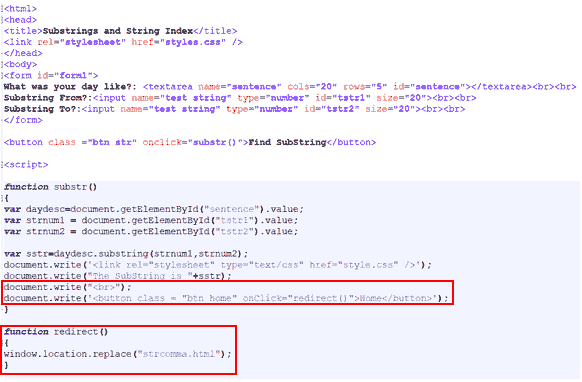 <html>
<head>
<title>Substrings and String Index</title>
<link rel="stylesheet" href="styles.css" />
</head>
<body>
<form id="form1">
What was your day like?: <textarea name="sentence" cols="20" rows="5" id="sentence"></textarea><br><br>
Substring From?:<input name="test string" type="number" id="tstr1" size="20"><br><br>
Substring To?:<input name="test string" type="number" id="tstr2" size="20"><br><br>
</form>
<button class ="btn str" onclick="substr()">Find SubString</button>
<script>
function substr()
{
var daydesc=document.getElementById("sentence").value;
var strnum1 = document.getElementById("tstr1").value;
var strnum2 = document.getElementById("tstr2").value;
var sstr=daydesc.substring(strnum1,strnum2);
document.write('<link rel="stylesheet" type="text/css" href="style.css" />');
document.write("The SubString is "+sstr);
document.write("<br>");
document.write('<button class = "btn home" onClick="redirect()">Home</button>');
}
function redirect()
{
window.location.replace("strcomma.html");
}